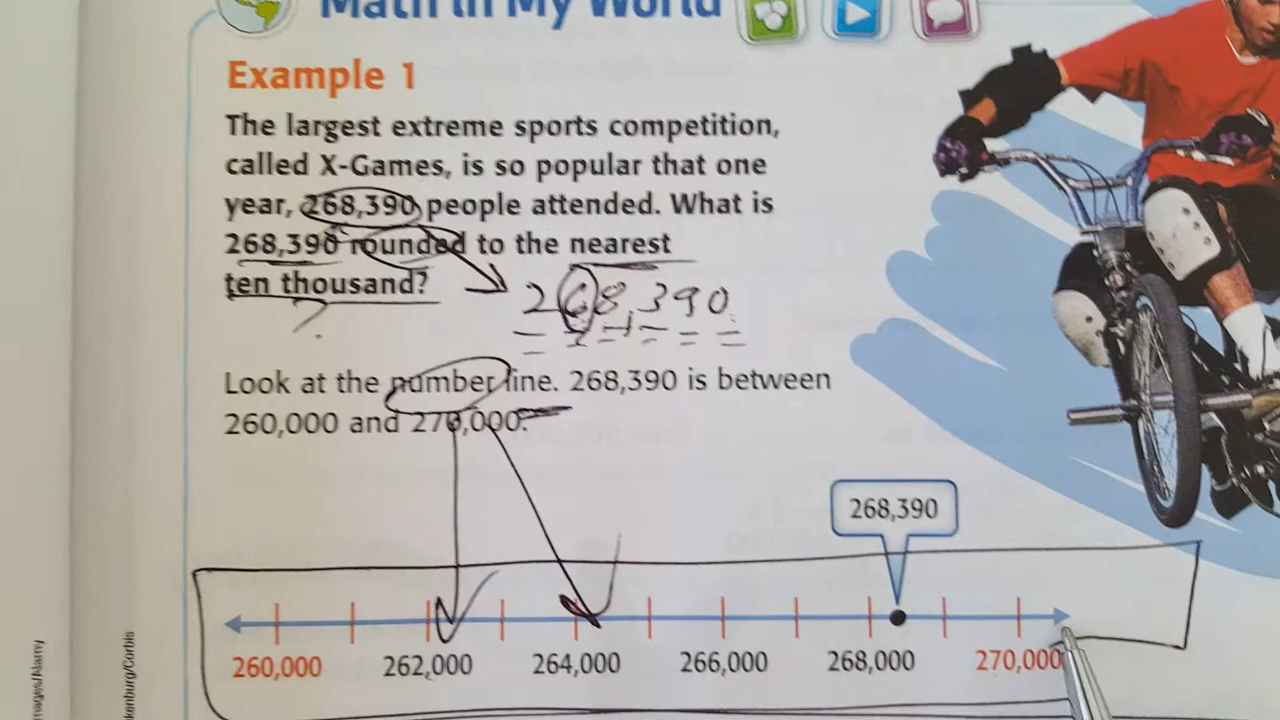 Math in My World
Example 1
The largest extreme sports competition,
called X-Games, is so popular that one
year, 268,390 people attended. What is
268,390 rounded to the nearest
ten thousand?
268,390
?
Look at the number line. 268,390 is between
260,000 and 270,000.
268,390
260,000 262,000 264,000 266,000 268,000 270,000
kenburg/Corbis